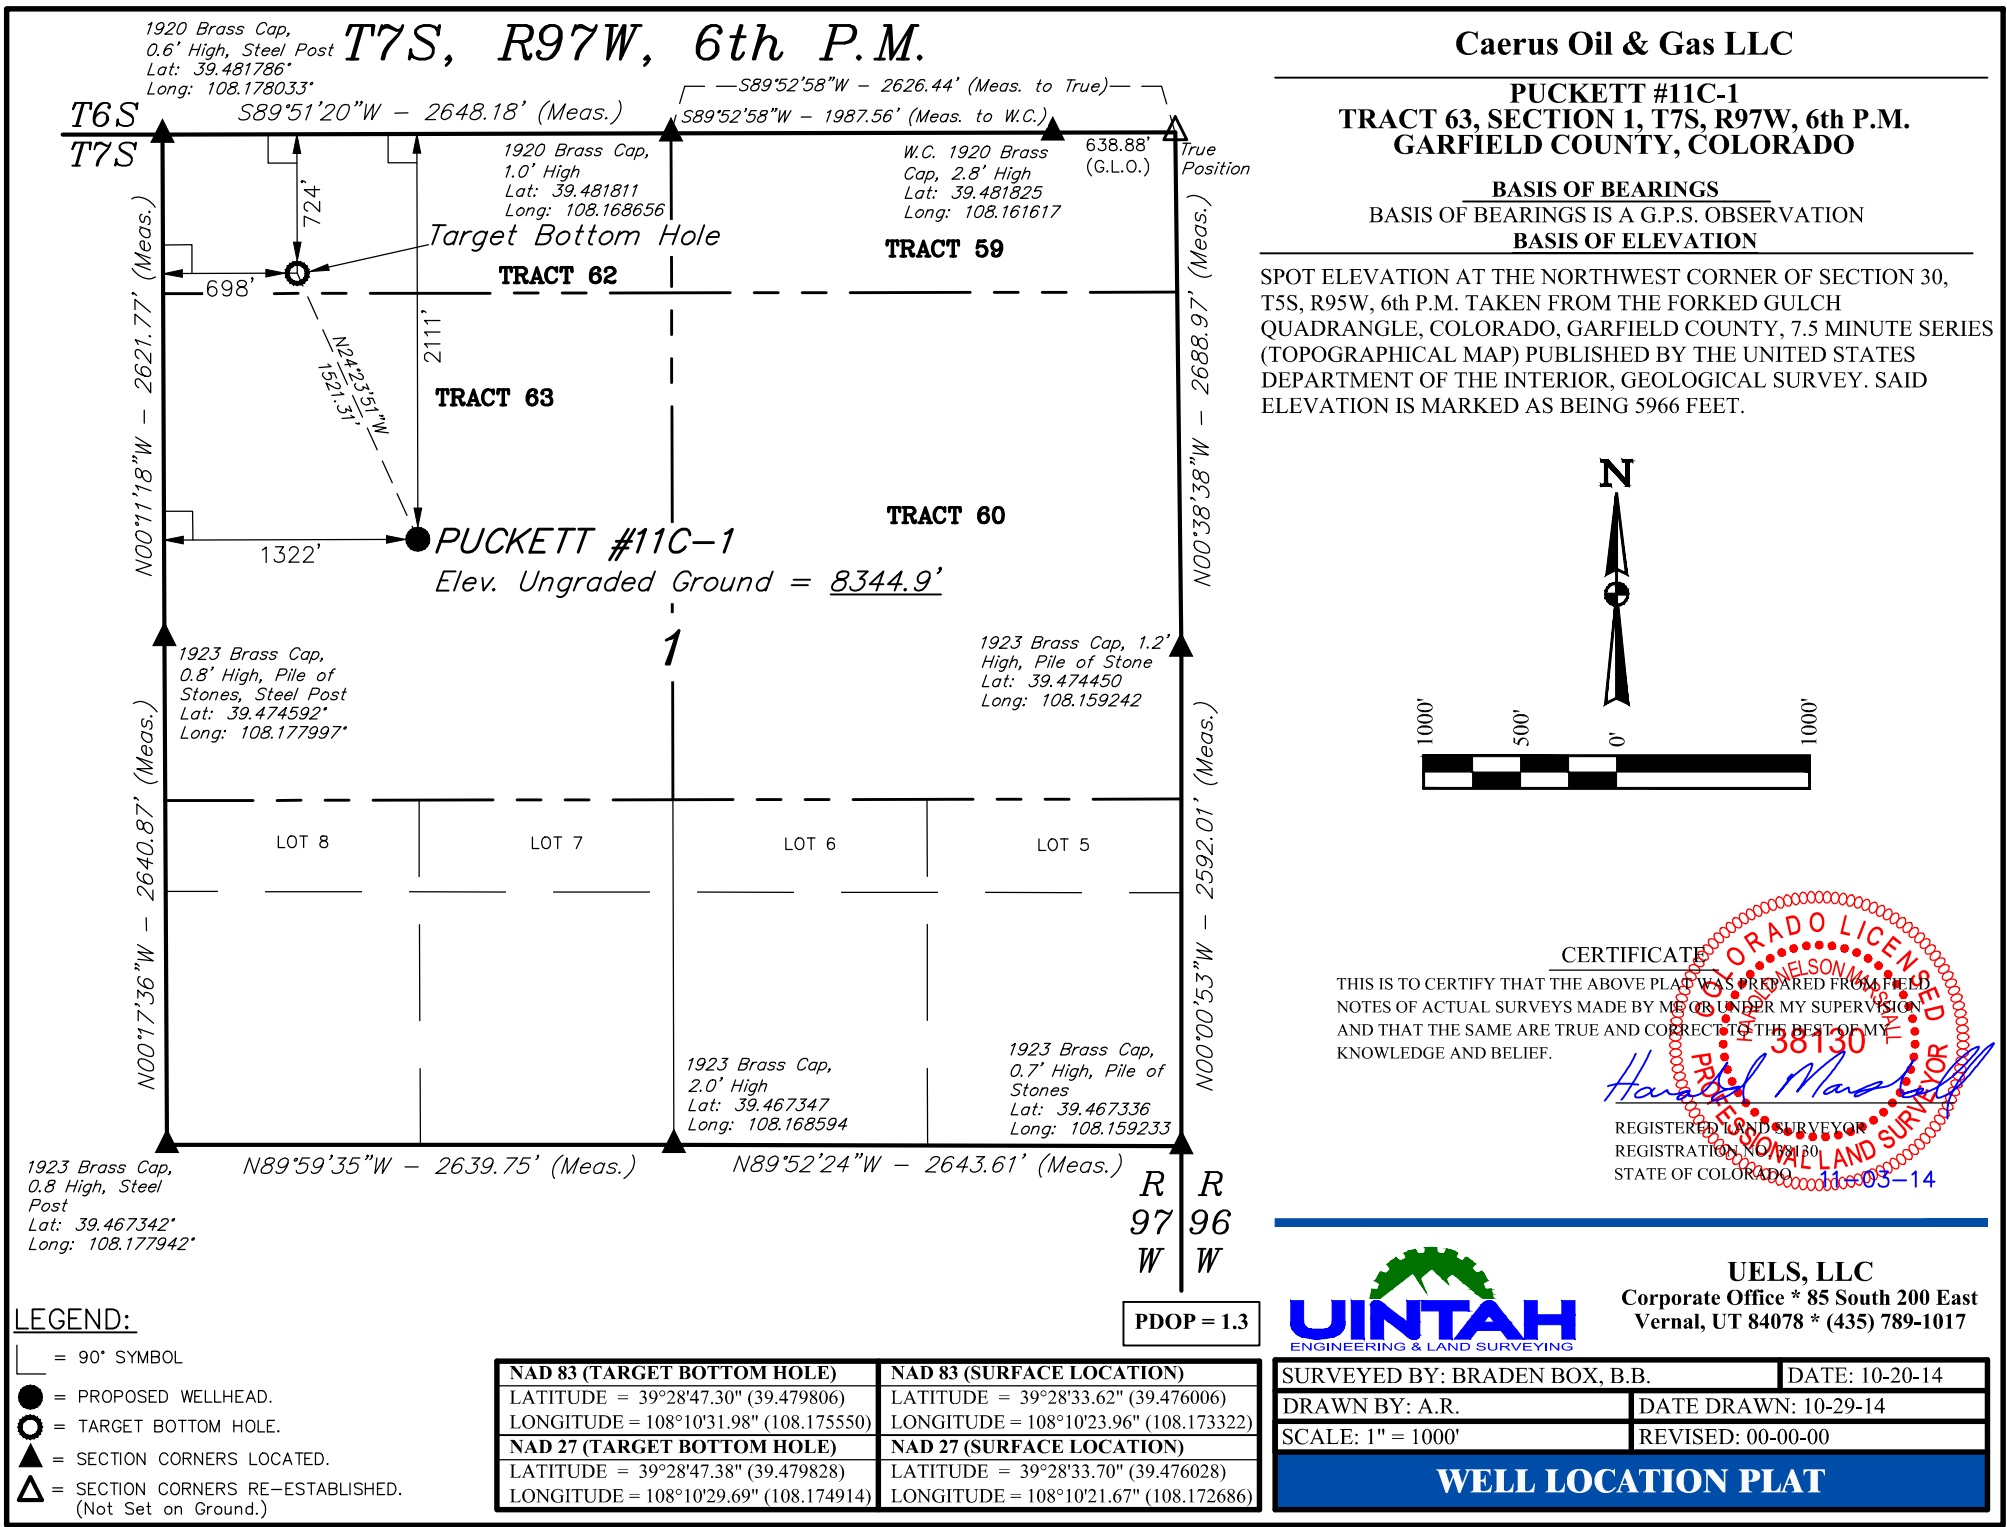 1920 Brass Cap,
0.6' High, Steel Post
Lat: 39.481786°
Long: 108.178033°
T7S, R97W, 6th P.M.
S89°52'58"W - 2626.44' (Meas. to True)
T6S
T7S
S89°51'20"W - 2648.18' (Meas.)
S89°52'58"W - 1987.56' (Meas. to W.C.)
1920 Brass Cap,
1.0' High
Lat: 39.481811
Long: 108.168656
W.C. 1920 Brass
Cap, 2.8' High
Lat: 39.481825
Long: 108.161617
638.88'
(G.L.O.)
True
Position
724'
Target Bottom Hole
TRACT 59
TRACT 62
698'
2111'
N24°23'51"W
1521.31'
TRACT 63
TRACT 60
N00°11'18"W - 2621.77' (Meas.)
N00°38'38"W - 2688.97' (Meas.)
PUCKETT #11C-1
1322'
Elev. Ungraded Ground = 8344.9'
1
1923 Brass Cap,
0.8' High, Pile of
Stones, Steel Post
Lat: 39.474592°
Long: 108.177997°
1923 Brass Cap, 1.2'
High, Pile of Stone
Lat: 39.474450
Long: 108.159242
N00°17'36"W - 2640.87' (Meas.)
N00°00'53"W - 2592.01' (Meas.)
LOT 8
LOT 7
LOT 6
LOT 5
1923 Brass Cap,
2.0' High
Lat: 39.467347
Long: 108.168594
1923 Brass Cap,
0.7' High, Pile of
Stones
Lat: 39.467336
Long: 108.159233
1923 Brass Cap,
0.8 High, Steel
Post
Lat: 39.467342°
Long: 108.177942°
N89°59'35"W - 2639.75' (Meas.)
N89°52'24"W - 2643.61' (Meas.)
R R
97 96
W W
PDOP = 1.3
LEGEND:
= 90° SYMBOL
= PROPOSED WELLHEAD.
= TARGET BOTTOM HOLE.
= SECTION CORNERS LOCATED.
= SECTION CORNERS RE-ESTABLISHED.
(Not Set on Ground.)
NAD 83 (TARGET BOTTOM HOLE)
LATITUDE = 39°28'47.30" (39.479806)
LONGITUDE = 108°10'31.98" (108.175550)
NAD 27 (TARGET BOTTOM HOLE)
LATITUDE = 39°28'47.38" (39.479828)
LONGITUDE = 108°10'29.69" (108.174914)
NAD 83 (SURFACE LOCATION)
LATITUDE = 39°28'33.62" (39.476006)
LONGITUDE = 108°10'23.96" (108.173322)
NAD 27 (SURFACE LOCATION)
LATITUDE = 39°28'33.70" (39.476028)
LONGITUDE = 108°10'21.67" (108.172686)
Caerus Oil & Gas LLC
PUCKETT #11C-1
TRACT 63, SECTION 1, T7S, R97W, 6th P.M.
GARFIELD COUNTY, COLORADO
BASIS OF BEARINGS
BASIS OF BEARINGS IS A G.P.S. OBSERVATION
BASIS OF ELEVATION
SPOT ELEVATION AT THE NORTHWEST CORNER OF SECTION 30,
T5S, R95W, 6th P.M. TAKEN FROM THE FORKED GULCH
QUADRANGLE, COLORADO, GARFIELD COUNTY, 7.5 MINUTE SERIES
(TOPOGRAPHICAL MAP) PUBLISHED BY THE UNITED STATES
DEPARTMENT OF THE INTERIOR, GEOLOGICAL SURVEY. SAID
ELEVATION IS MARKED AS BEING 5966 FEET.
N
1000'
500'
0'
1000'
CERTIFICATE
THIS IS TO CERTIFY THAT THE ABOVE PLAT WAS PREPARED FROM FIELD
NOTES OF ACTUAL SURVEYS MADE BY ME OR UNDER MY SUPERVISION
AND THAT THE SAME ARE TRUE AND CORRECT TO THE BEST OF MY
KNOWLEDGE AND BELIEF.
COLORADO LICENSED
HAROLD NELSON MARSHALL
38130
PROFESSIONAL LAND SURVEYOR
Harold Marshall
REGISTERED LAND SURVEYOR
REGISTRATION NO. 38130
STATE OF COLORADO
11-03-14
UINTAH
ENGINEERING & LAND SURVEYING
UELS, LLC
Corporate Office * 85 South 200 East
Vernal, UT 84078 * (435) 789-1017
SURVEYED BY: BRADEN BOX, B.B.
DATE: 10-20-14
DRAWN BY: A.R.
DATE DRAWN: 10-29-14
SCALE: 1" = 1000'
REVISED: 00-00-00
WELL LOCATION PLAT